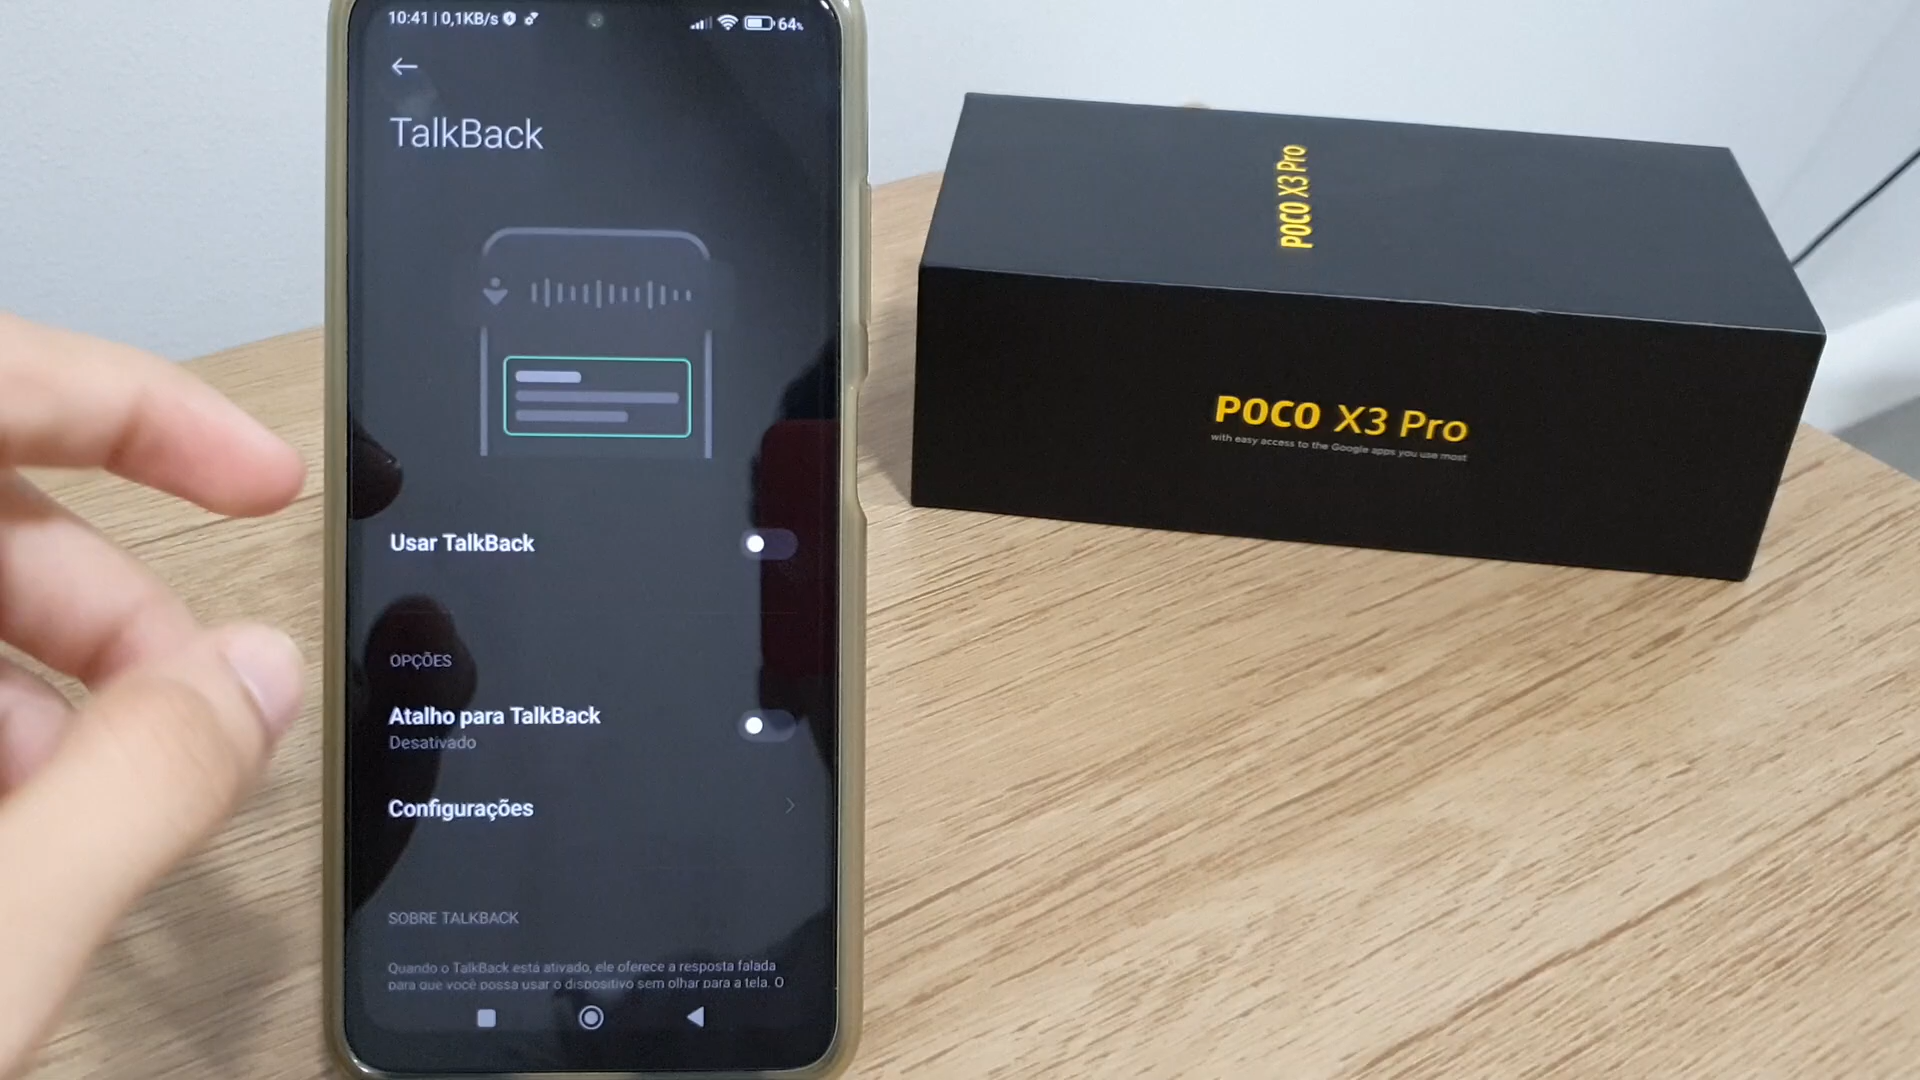 10:41 | 0,1KB/s
64%
TalkBack
Usar TalkBack
OPÇÕES
Atalho para TalkBack
Desativado
Configurações
SOBRE TALKBACK
Quando o TalkBack está ativado, ele oferece a resposta falada
para que você possa usar o dispositivo sem olhar para a tela. O
POCO X3 Pro
POCO X3 Pro
with easy access to the Google apps you use most